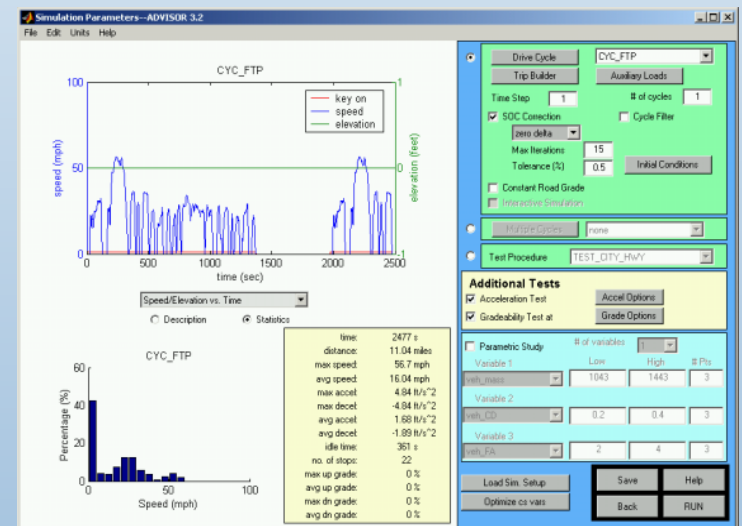 Simulation Parameters--ADVISOR 3.2
File Edit Units Help
CYC_FTP
100
50
0
speed (mph)
key on
speed
elevation
1
0
-1
elevation (feet)
0 500 1000 1500 2000 2500
time (sec)
Speed/Elevation vs. Time
Description Statistics
CYC_FTP
60
40
20
0
Percentage (%)
0 50 100
Speed (mph)
time: 2477 s
distance: 11.04 miles
max speed: 56.7 mph
avg speed: 16.04 mph
max accel: 4.84 ft/s^2
max decel: -4.84 ft/s^2
avg accel: 1.68 ft/s^2
avg decel: -1.89 ft/s^2
idle time: 361 s
no. of stops: 22
max up grade: 0 %
avg up grade: 0 %
max dn grade: 0 %
avg dn grade: 0 %
Drive Cycle CYC_FTP
Trip Builder Auxiliary Loads
Time Step 1 # of cycles 1
SOC Correction Cycle Filter
zero delta
Max Iterations 15
Tolerance (%) 0.5 Initial Conditions
Constant Road Grade
Interactive Simulation
Multiple Cycles none
Test Procedure TEST_CITY_HWY
Additional Tests
Acceleration Test Accel Options
Gradeability Test at Grade Options
Parametric Study # of variables 1
Variable 1 Low High # Pts
veh_mass 1043 1443 3
Variable 2
veh_CD 0.2 0.4 3
Variable 3
veh_FA 2 4 3
Load Sim. Setup Save Help
Optimize cs vars Back RUN